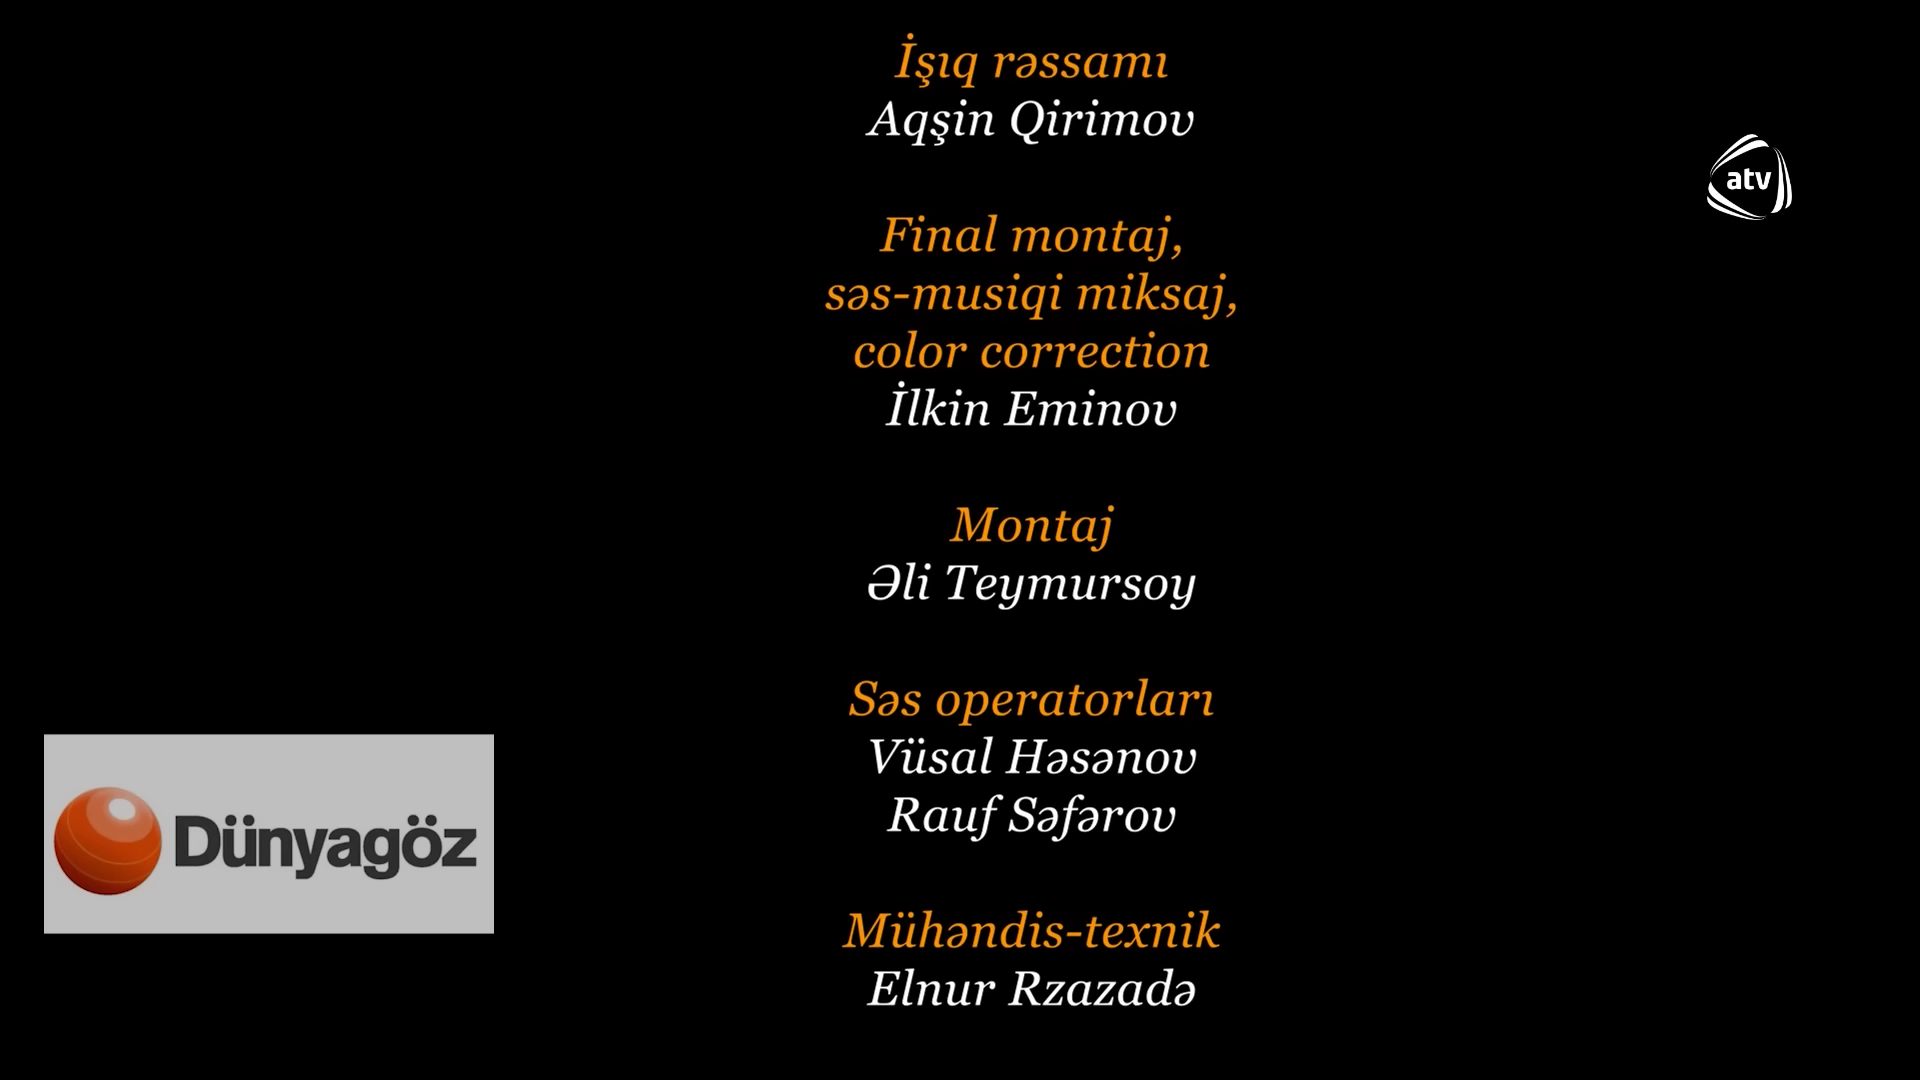 İşıq rəssamı
Aqşin Qirimov
atv
Final montaj,
səs-musiqi miksaj,
color correction
İlkin Eminov
Montaj
Əli Teymursoy
Səs operatorları
Vüsal Həsənov
Rauf Səfərov
Dünyagöz
Mühəndis-texnik
Elnur Rzazadə